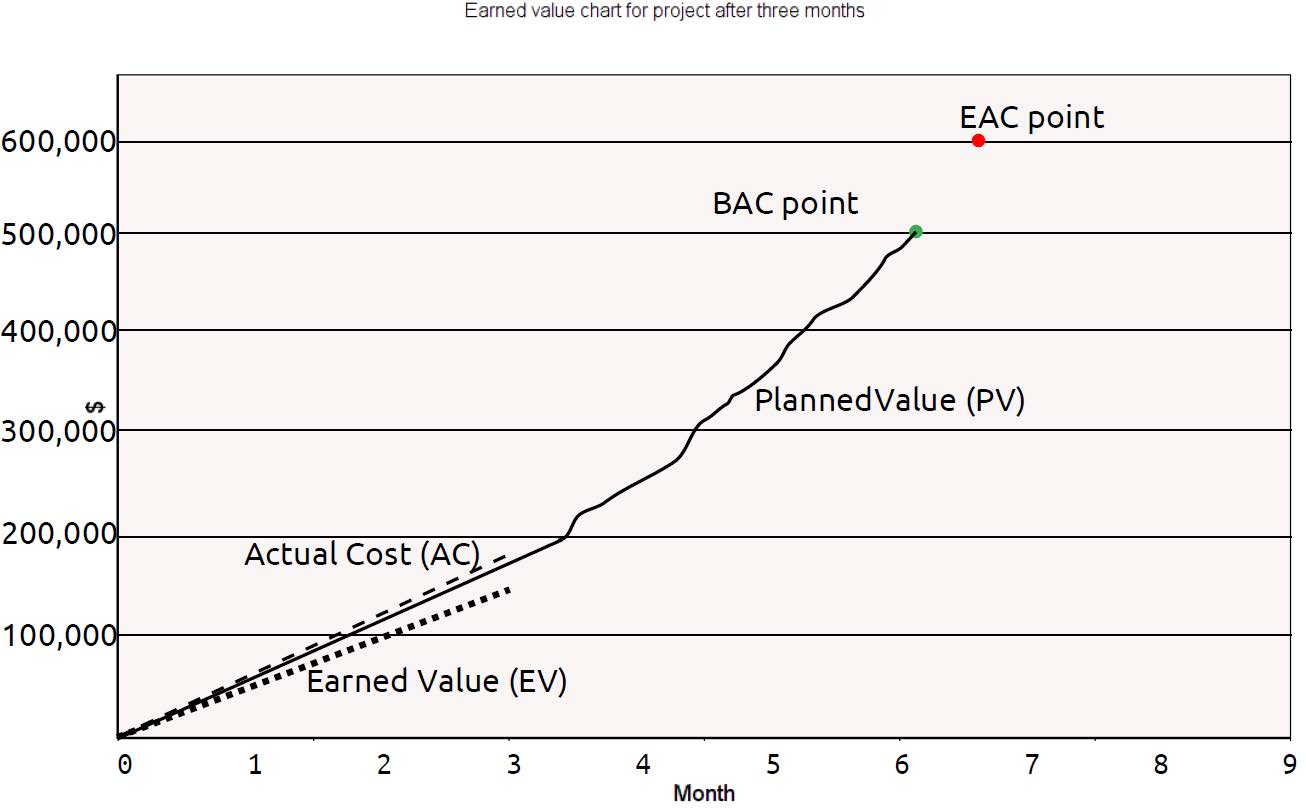 Earned value chart for project after three months
EAC point
600,000
BAC point
500,000
400,000
PlannedValue (PV)
$
300,000
200,000
Actual Cost (AC)
100,000
Earned Value (EV)
0 1 2 3 4 5 6 7 8 9
Month